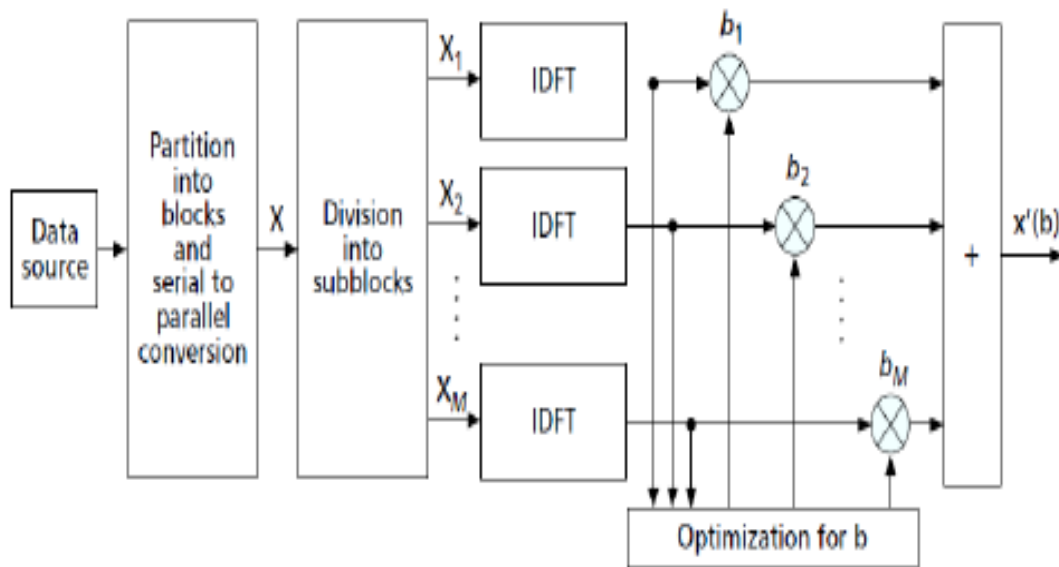 Data
source
Partition
into
blocks
and
serial to
parallel
conversion
X
Division
into
subblocks
X1
IDFT
b1
X2
IDFT
b2
XM
IDFT
bM
+
x'(b)
Optimization for b